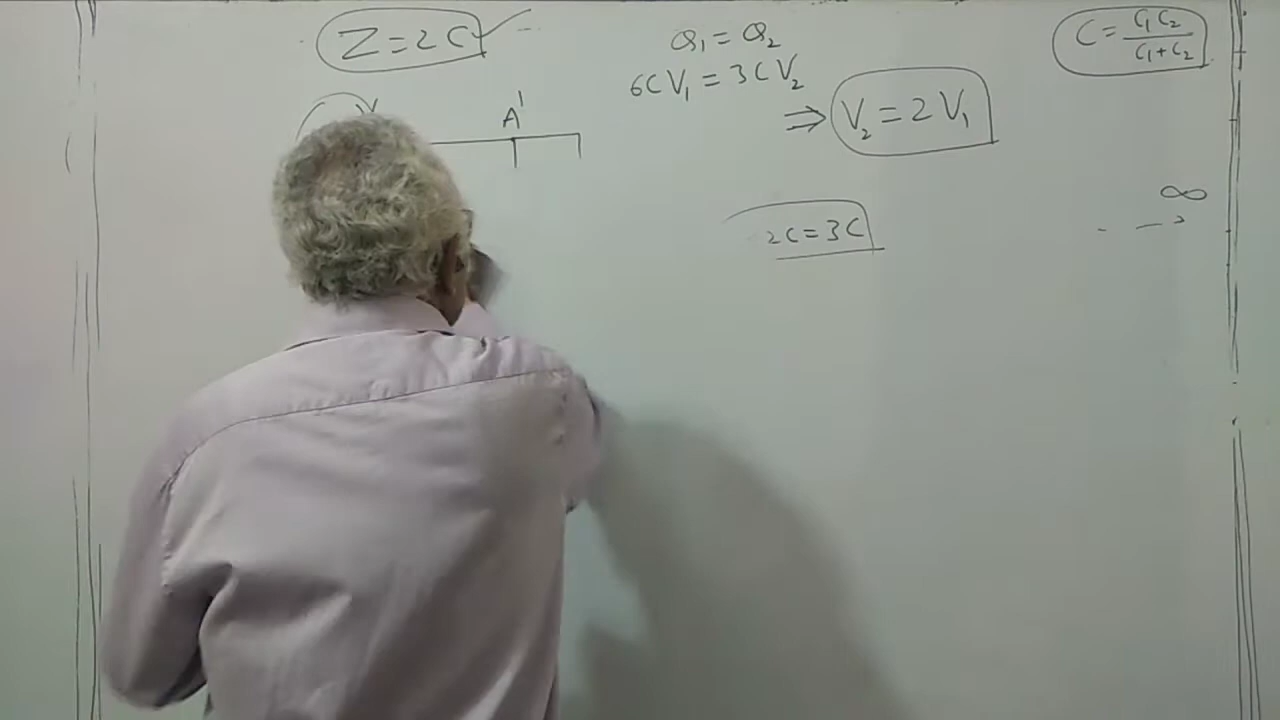 Z = 2C
Q₁ = Q₂
6CV₁ = 3CV₂
⇒ V₂ = 2V₁
C = C₁C₂ / C₁+C₂
A'
2C = 3C
∞